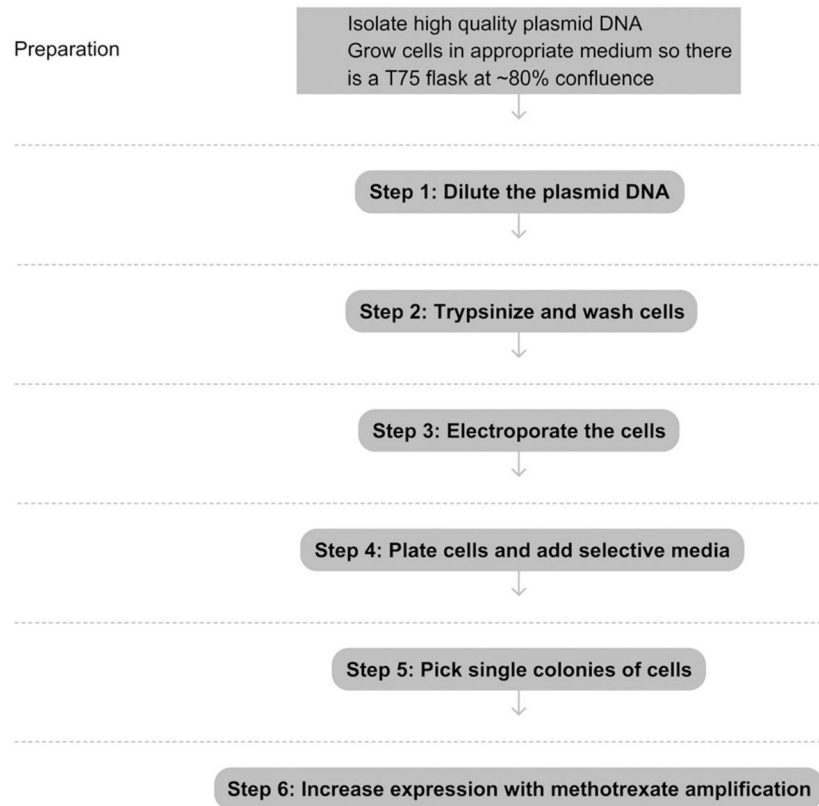 Preparation
Isolate high quality plasmid DNA
Grow cells in appropriate medium so there
is a T75 flask at ~80% confluence
Step 1: Dilute the plasmid DNA
Step 2: Trypsinize and wash cells
Step 3: Electroporate the cells
Step 4: Plate cells and add selective media
Step 5: Pick single colonies of cells
Step 6: Increase expression with methotrexate amplification